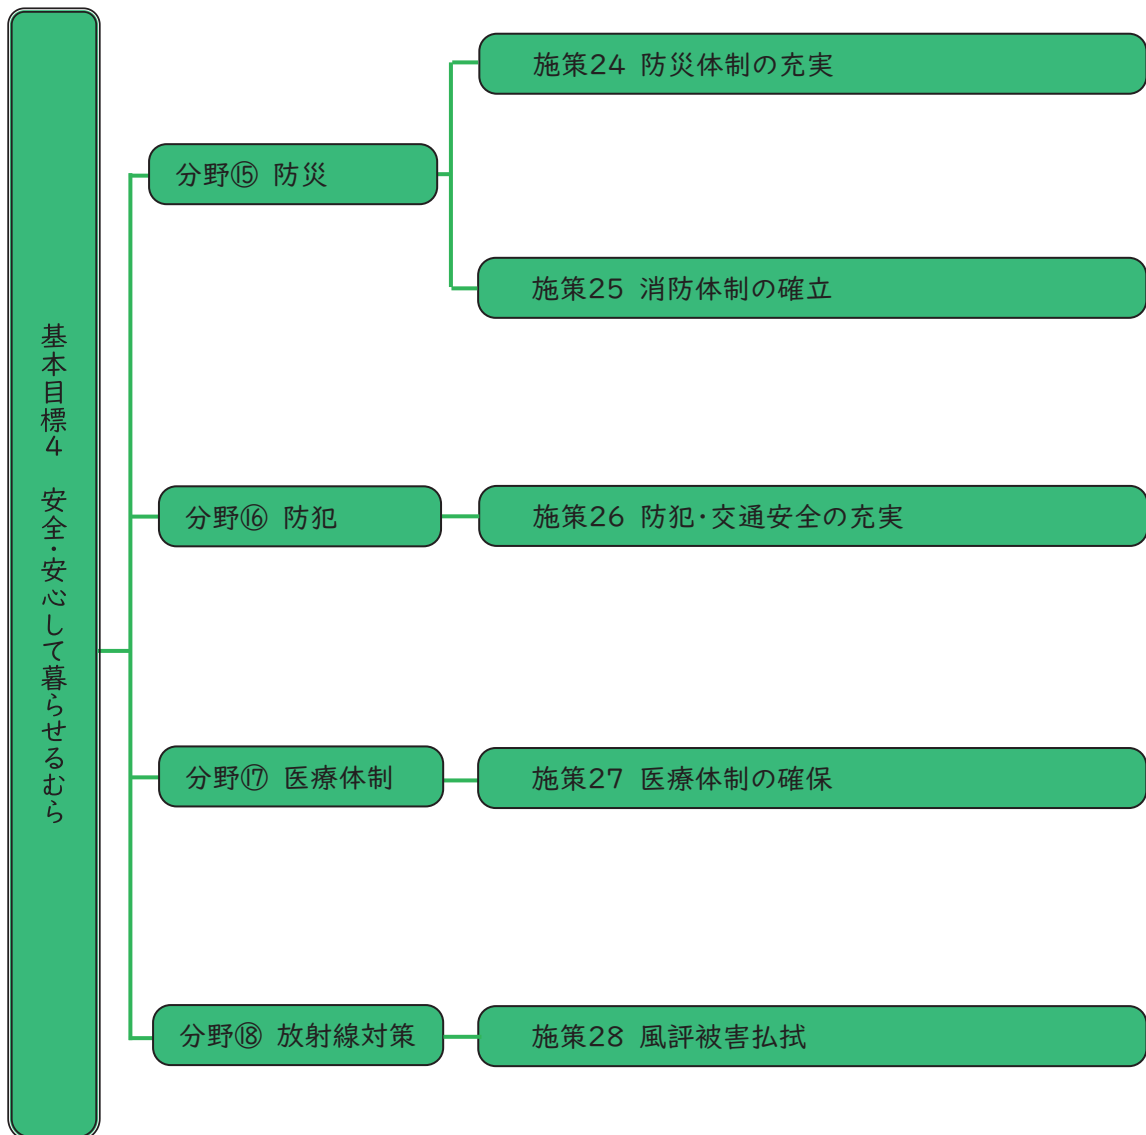 基本目標4 安全・安心して暮らせるむら
分野⑮ 防災
施策24 防災体制の充実
施策25 消防体制の確立
分野⑯ 防犯
施策26 防犯・交通安全の充実
分野⑰ 医療体制
施策27 医療体制の確保
分野⑱ 放射線対策
施策28 風評被害払拭